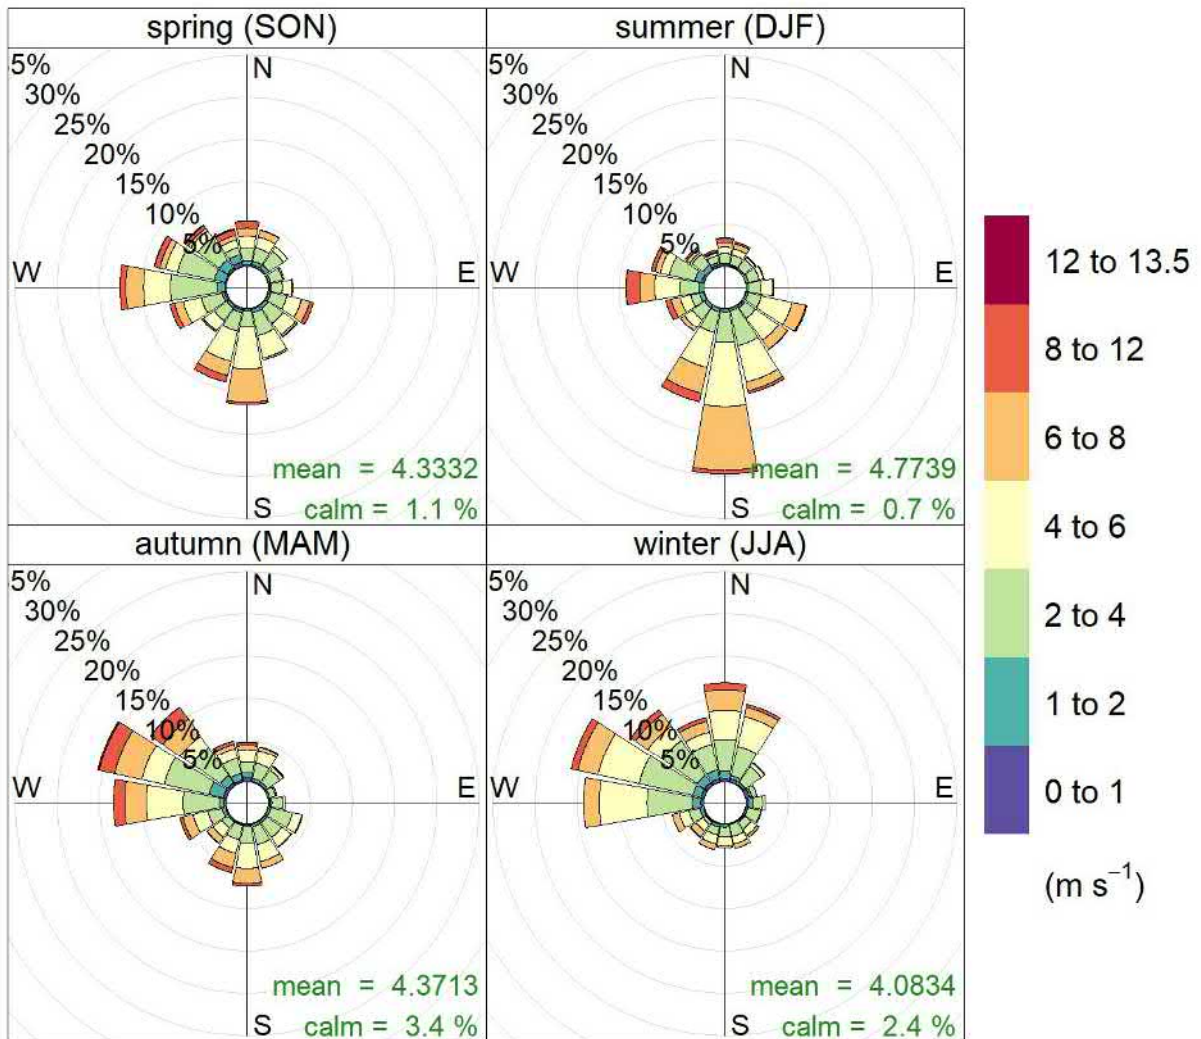 spring (SON)
summer (DJF)
5%
30%
25%
20%
15%
10%
5%
N
W
E
S
mean = 4.3332
calm = 1.1 %
5%
30%
25%
20%
15%
10%
5%
N
W
E
S
mean = 4.7739
calm = 0.7 %
autumn (MAM)
winter (JJA)
5%
30%
25%
20%
15%
10%
5%
N
W
E
S
mean = 4.3713
calm = 3.4 %
5%
30%
25%
20%
15%
10%
5%
N
W
E
S
mean = 4.0834
calm = 2.4 %
12 to 13.5
8 to 12
6 to 8
4 to 6
2 to 4
1 to 2
0 to 1
(m s⁻¹)